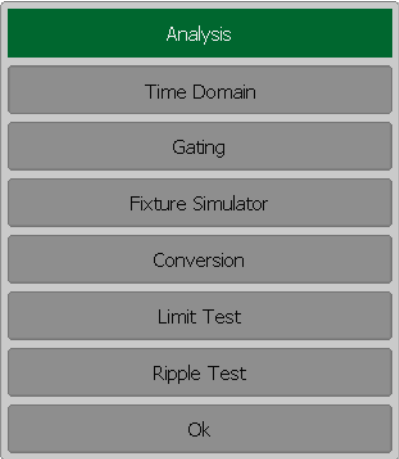 Analysis
Time Domain
Gating
Fixture Simulator
Conversion
Limit Test
Ripple Test
Ok